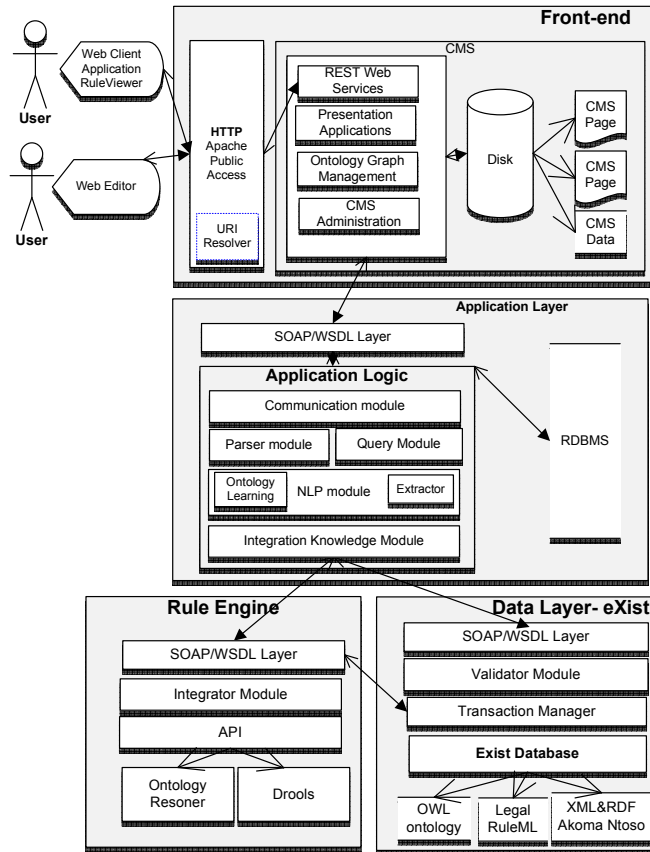 Front-end
CMS
Web Client
Application
RuleViewer
User
Web Editor
User
HTTP
Apache
Public
Access
URI
Resolver
REST Web
Services
Presentation
Applications
Ontology Graph
Management
CMS
Administration
Disk
CMS
Page
CMS
Page
CMS
Data
Application Layer
SOAP/WSDL Layer
Application Logic
Communication module
Parser module
Query Module
Ontology
Learning
NLP module
Extractor
Integration Knowledge Module
RDBMS
Rule Engine
SOAP/WSDL Layer
Integrator Module
API
Ontology
Resoner
Drools
Data Layer- eXist
SOAP/WSDL Layer
Validator Module
Transaction Manager
Exist Database
OWL
ontology
Legal
RuleML
XML&RDF
Akoma Ntoso